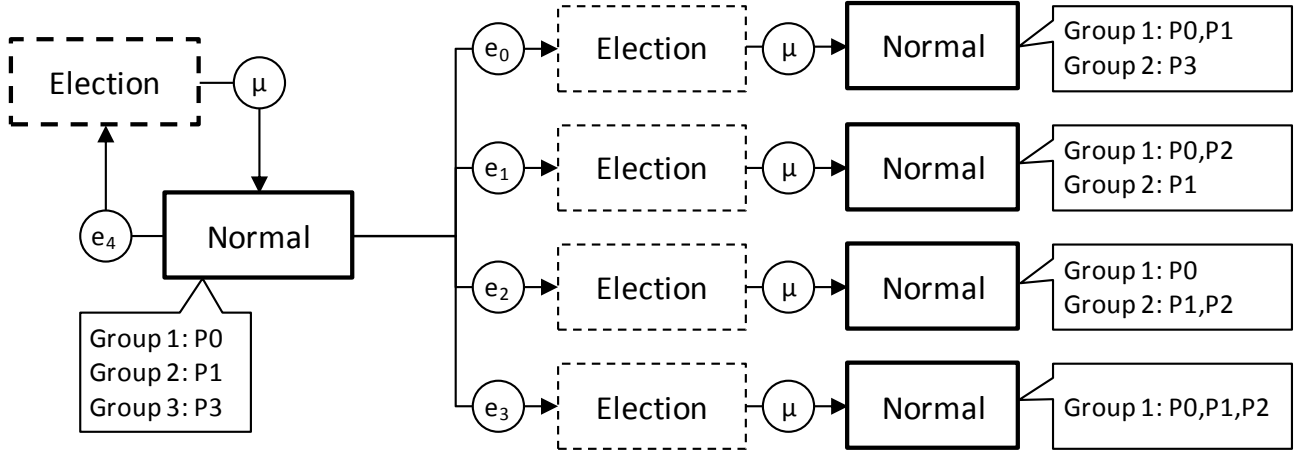 Election
μ
e4
Normal
Group 1: P0
Group 2: P1
Group 3: P3
e0
Election
μ
Normal
Group 1: P0,P1
Group 2: P3
e1
Election
μ
Normal
Group 1: P0,P2
Group 2: P1
e2
Election
μ
Normal
Group 1: P0
Group 2: P1,P2
e3
Election
μ
Normal
Group 1: P0,P1,P2